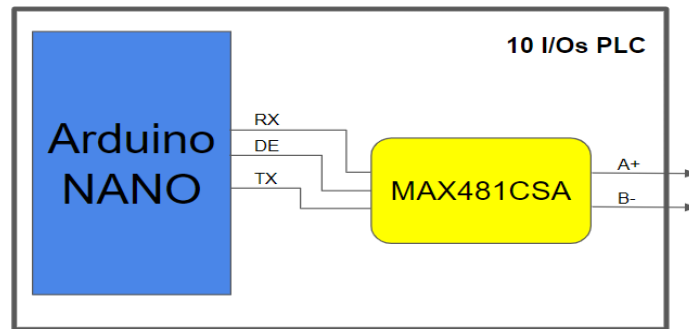 10 I/Os PLC
Arduino
NANO
RX
DE
TX
MAX481CSA
A+
B-